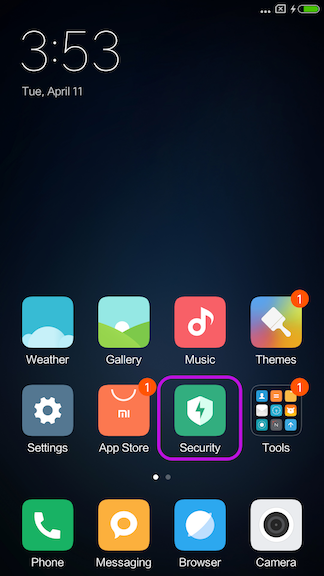 3:53
Tue, April 11
1
Weather Gallery Music Themes
1 1
mi
Settings App Store Security Tools
Phone Messaging Browser Camera